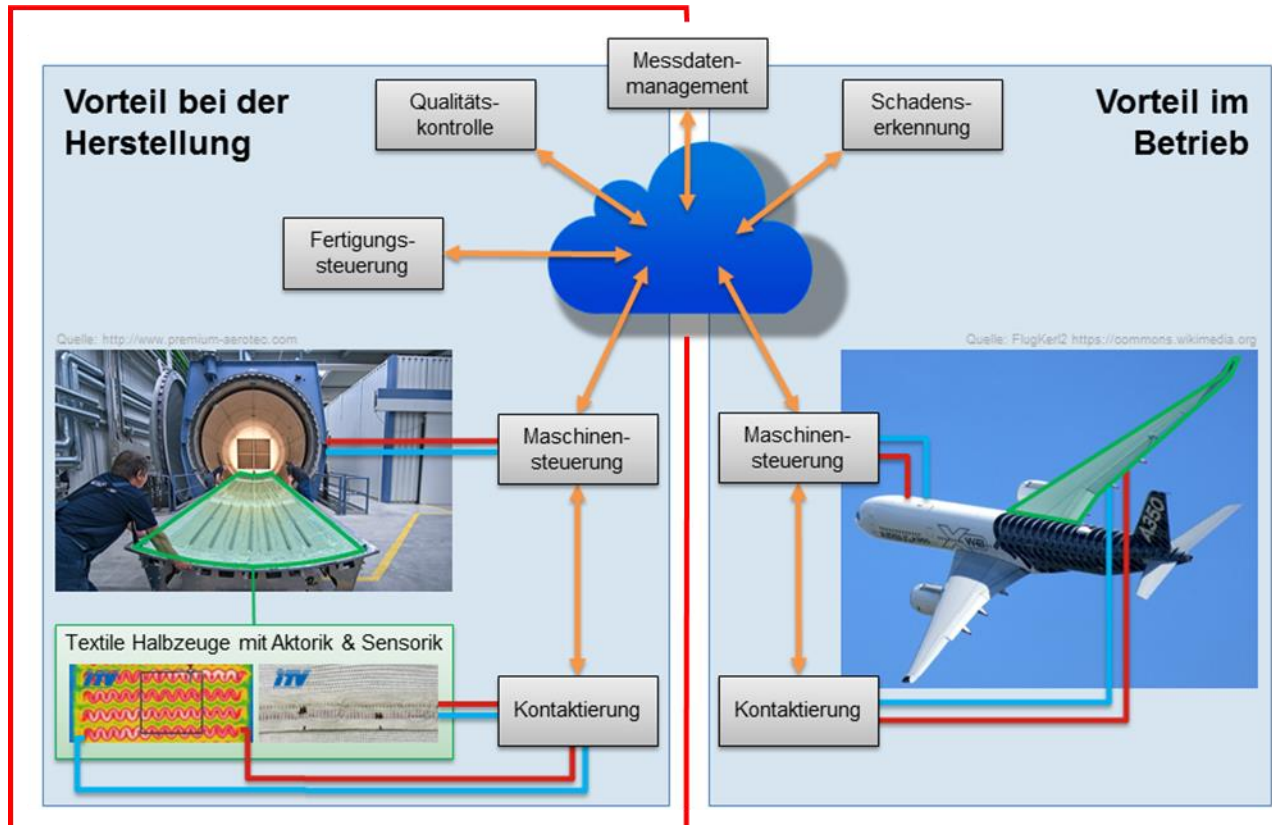 Messdaten-
management
Vorteil bei der
Herstellung
Qualitäts-
kontrolle
Schadens-
erkennung
Vorteil im
Betrieb
Fertigungs-
steuerung
Quelle: http://www.premium-aerotec.com
Quelle: FlugKerl2 https://commons.wikimedia.org
Maschinen-
steuerung
Maschinen-
steuerung
A350
XWB
Textile Halbzeuge mit Aktorik & Sensorik
ITV
ITV
Kontaktierung
Kontaktierung